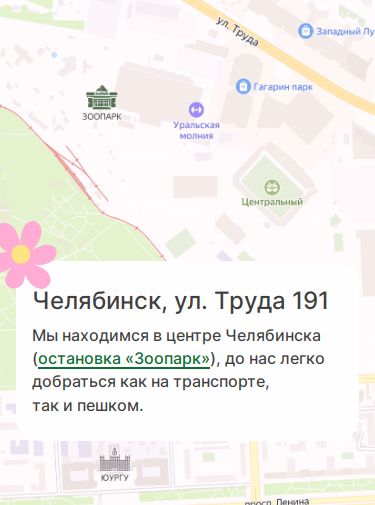 ул. Труда
Западный Лу
Гагарин парк
ЗООПАРК
Уральская
молния
Центральный
Челябинск, ул. Труда 191
Мы находимся в центре Челябинска
(остановка «Зоопарк»), до нас легко
добраться как на транспорте,
так и пешком.
ЮУРГУ
просп. Ленина